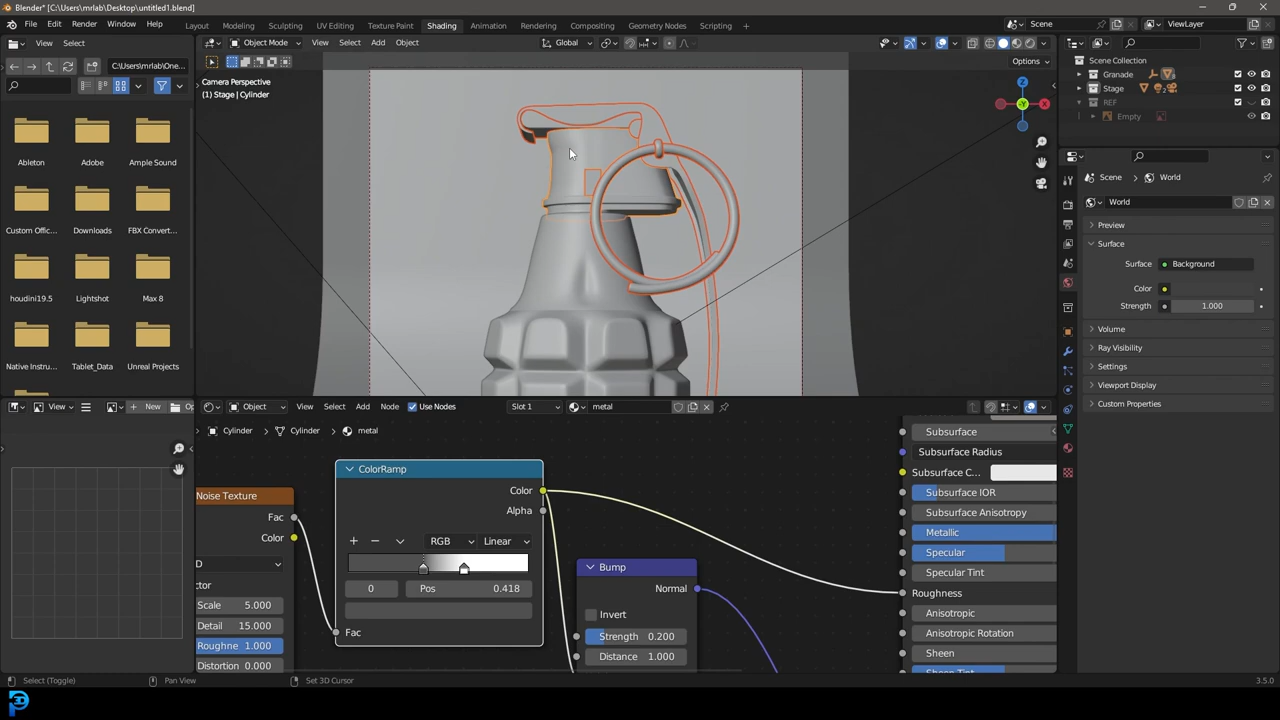 Blender* [C:\Users\mrlab\Desktop\untitled1.blend]
File Edit Render Window Help Layout Modeling Sculpting UV Editing Texture Paint Shading Animation Rendering Compositing Geometry Nodes Scripting Scene ViewLayer
View Select Object Mode View Select Add Object Global
C:\Users\mrlab\One...
Options
Camera Perspective
(1) Stage | Cylinder
Z
Y
X
Ableton Adobe Ample Sound
Custom Offic... Downloads FBX Convert...
houdini19.5 Lightshot Max 8
Native Instru... Tablet_Data Unreal Projects
Scene Collection
Granade
Stage
REF
Empty
Scene World
World
Preview
Surface
Surface Background
Color
Strength 1.000
Volume
Ray Visibility
Settings
Viewport Display
Custom Properties
View New Op
Object View Select Add Node Use Nodes Slot 1 metal
Cylinder Cylinder metal
Noise Texture
Fac
Color
D
ctor
Scale 5.000
Detail 15.000
Roughne 1.000
Distortion 0.000
ColorRamp
Color
Alpha
RGB Linear
0 Pos 0.418
Fac
Bump
Normal
Invert
Strength 0.200
Distance 1.000
Subsurface
Subsurface Radius
Subsurface C...
Subsurface IOR
Subsurface Anisotropy
Metallic
Specular
Specular Tint
Roughness
Anisotropic
Anisotropic Rotation
Sheen
Sheen Tint
Select (Toggle) Pan View Set 3D Cursor 3.5.0